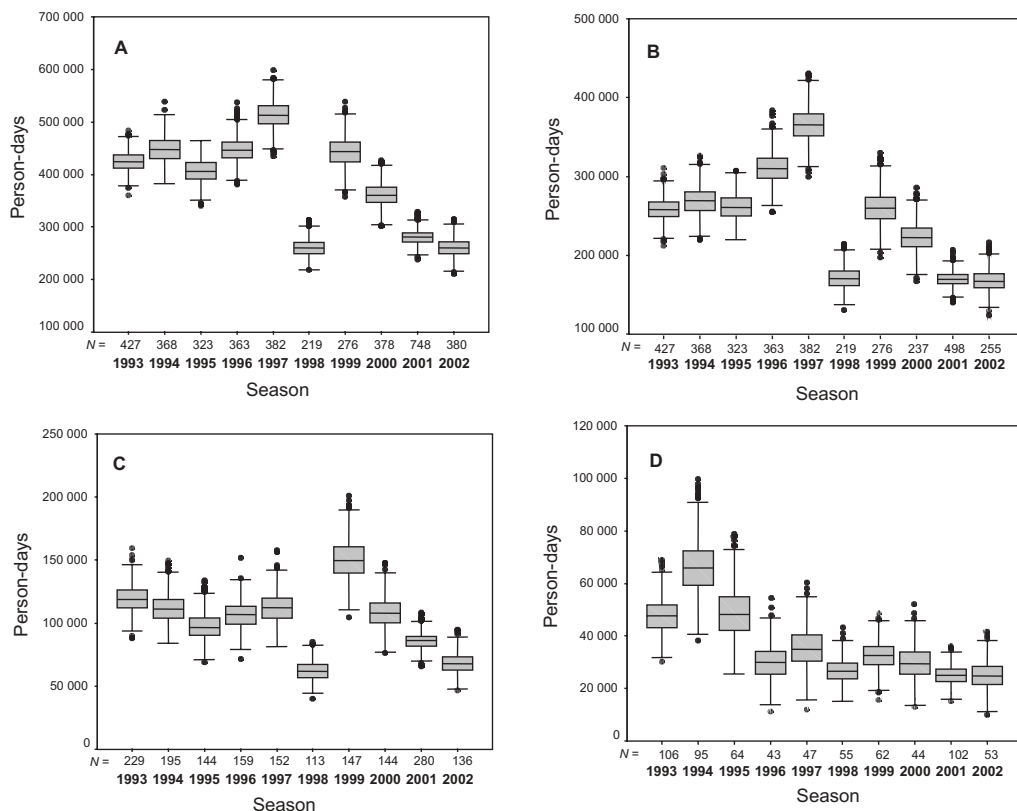 A
Person-days
700 000
600 000
500 000
400 000
300 000
200 000
100 000
N = 427 368 323 363 382 219 276 378 748 380
1993 1994 1995 1996 1997 1998 1999 2000 2001 2002
Season
B
Person-days
500 000
400 000
300 000
200 000
100 000
N = 427 368 323 363 382 219 276 237 498 255
1993 1994 1995 1996 1997 1998 1999 2000 2001 2002
Season
C
Person-days
250 000
200 000
150 000
100 000
50 000
0
N = 229 195 144 159 152 113 147 144 280 136
1993 1994 1995 1996 1997 1998 1999 2000 2001 2002
Season
D
Person-days
120 000
100 000
80 000
60 000
40 000
20 000
0
N = 106 95 64 43 47 55 62 44 102 53
1993 1994 1995 1996 1997 1998 1999 2000 2001 2002
Season